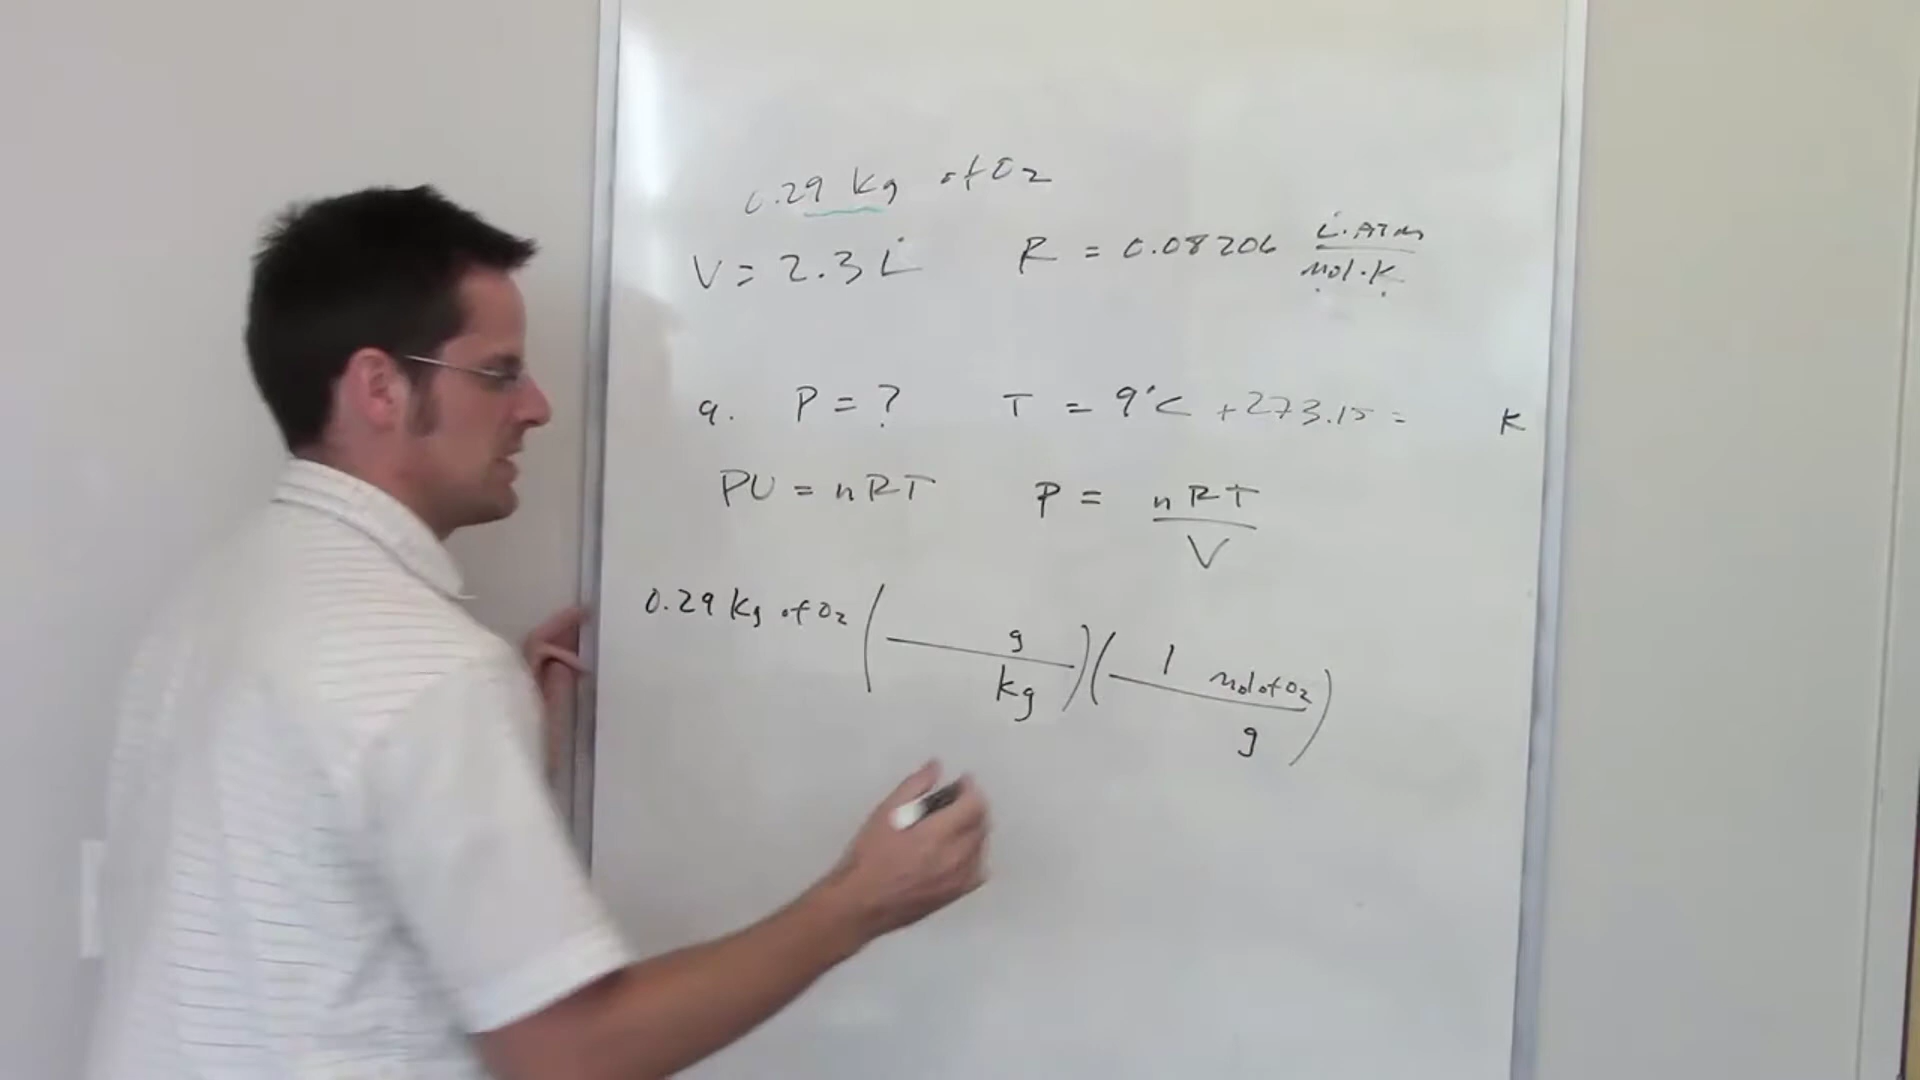 0.29 kg of O2
V = 2.3 L R = 0.08206 L·ATM / mol·K
a. P = ? T = 9°C + 273.15 = K
PV = nRT P = nRT / V
0.29 kg of O2 ( g / kg )( 1 mol of O2 / g )